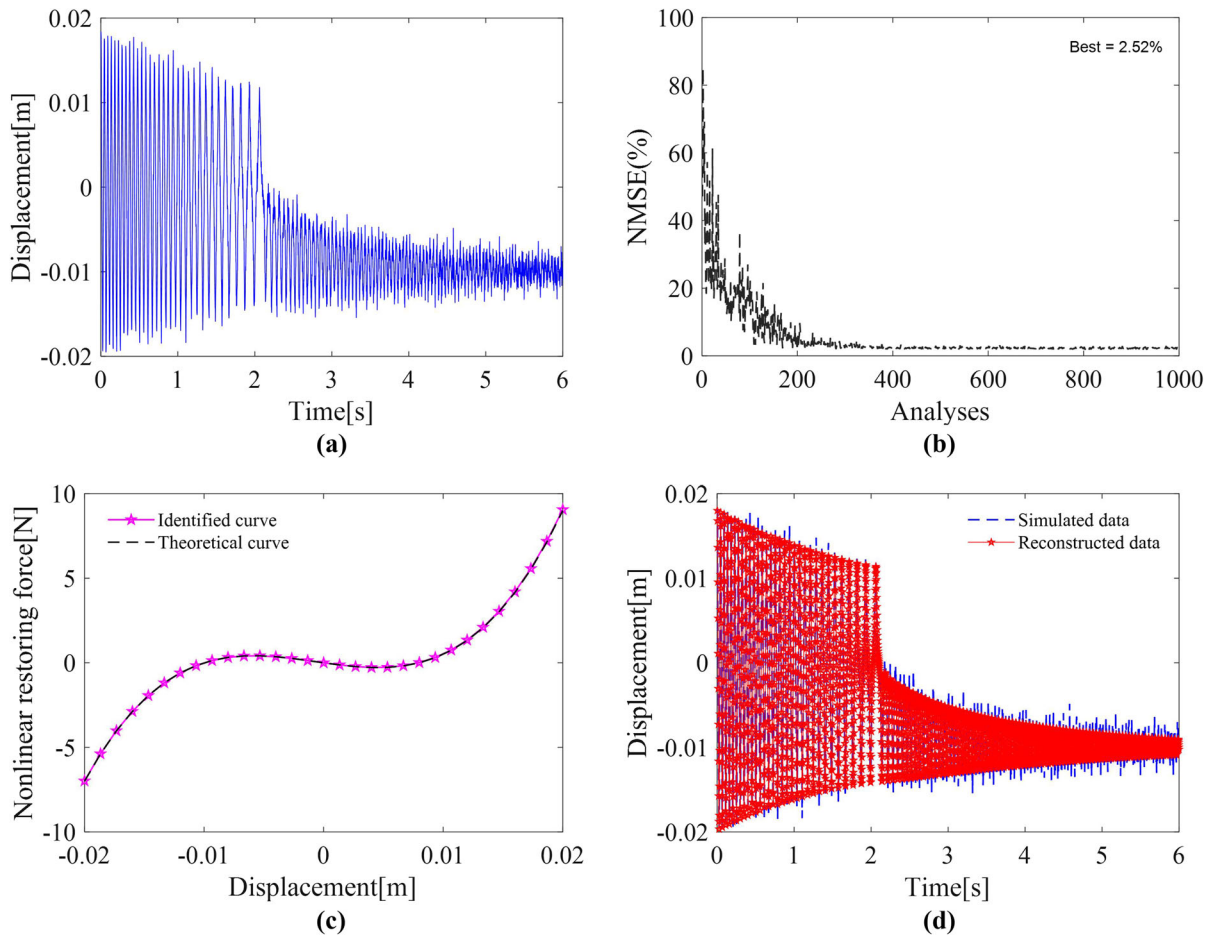 0.02
0.01
0
-0.01
-0.02
Displacement[m]
0 1 2 3 4 5 6
Time[s]
(a)
100
80
60
40
20
0
NMSE(%)
Best = 2.52%
0 200 400 600 800 1000
Analyses
(b)
10
5
0
-5
-10
Nonlinear restoring force[N]
Identified curve
Theoretical curve
-0.02 -0.01 0 0.01 0.02
Displacement[m]
(c)
0.02
0.01
0
-0.01
-0.02
Displacement[m]
Simulated data
Reconstructed data
0 1 2 3 4 5 6
Time[s]
(d)